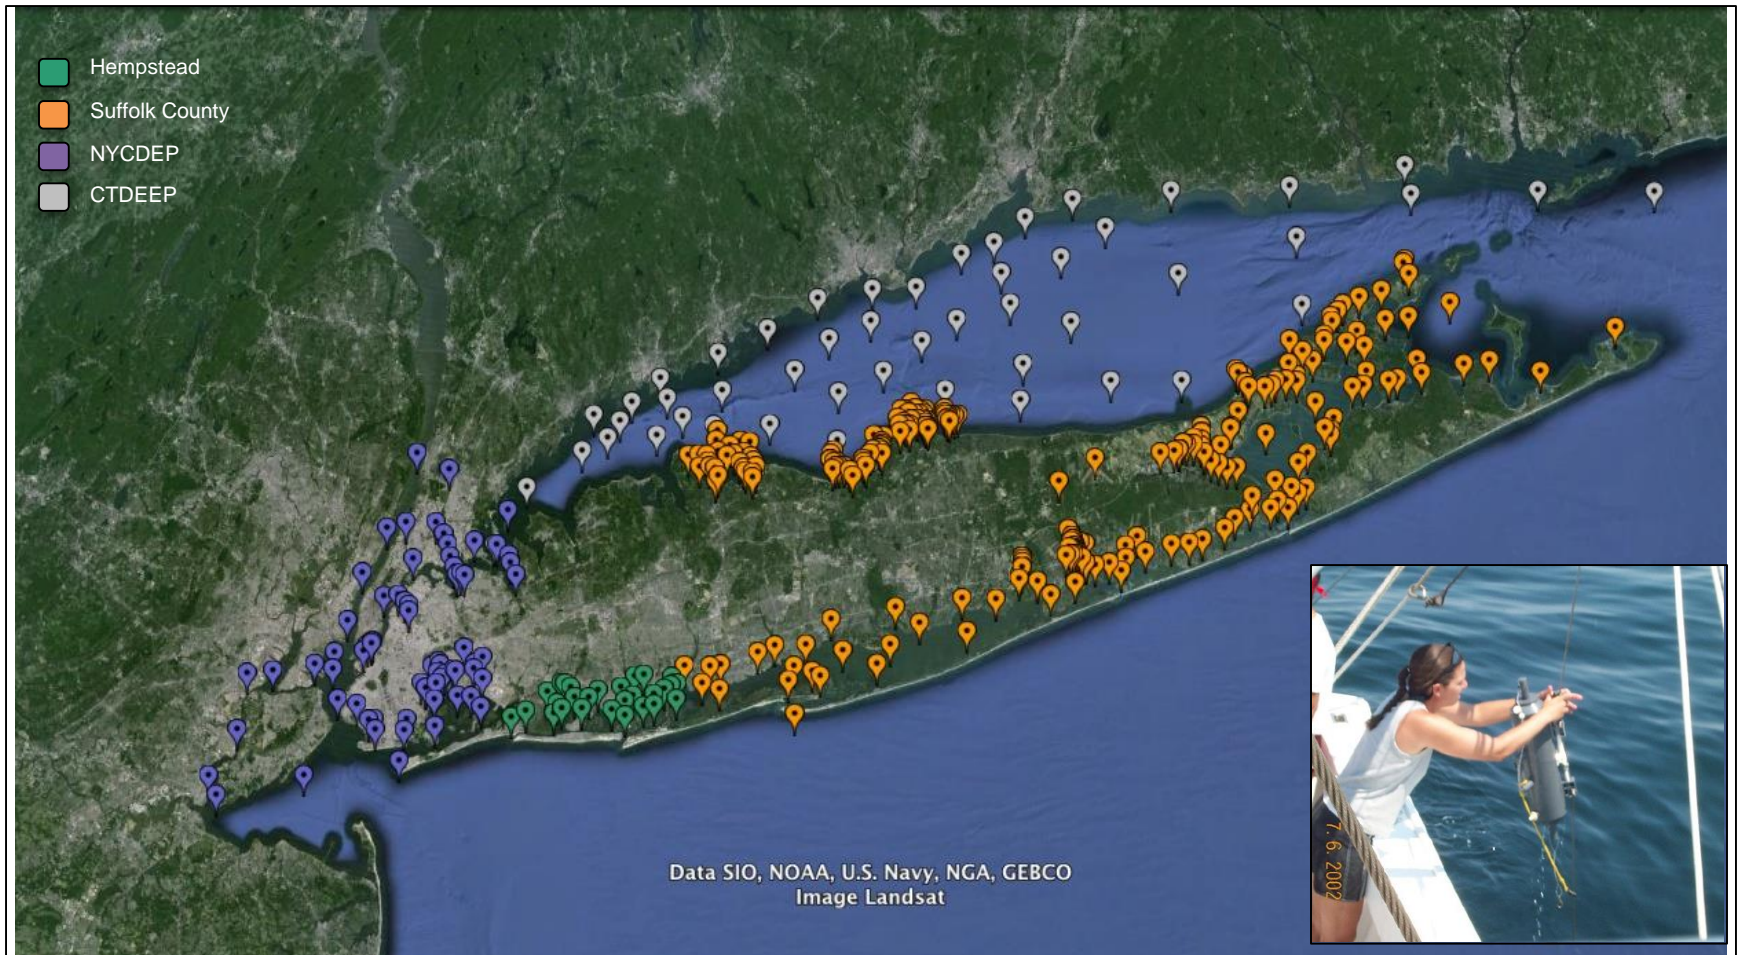 Hempstead
Suffolk County
NYCDEP
CTDEEP
Data SIO, NOAA, U.S. Navy, NGA, GEBCO
Image Landsat
7. 6. 2002